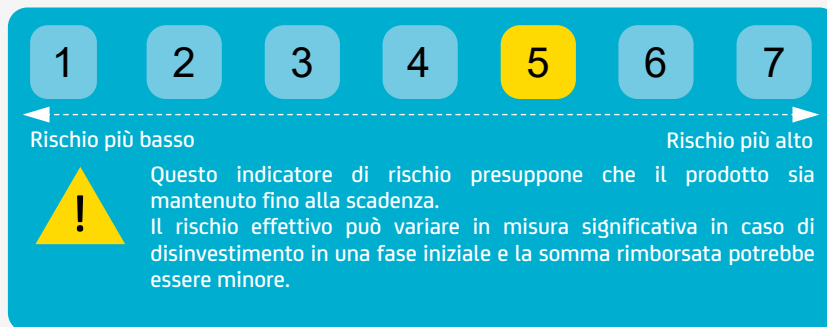 1 2 3 4 5 6 7
Rischio più basso Rischio più alto
Questo indicatore di rischio presuppone che il prodotto sia
mantenuto fino alla scadenza.
!
Il rischio effettivo può variare in misura significativa in caso di
disinvestimento in una fase iniziale e la somma rimborsata potrebbe
essere minore.